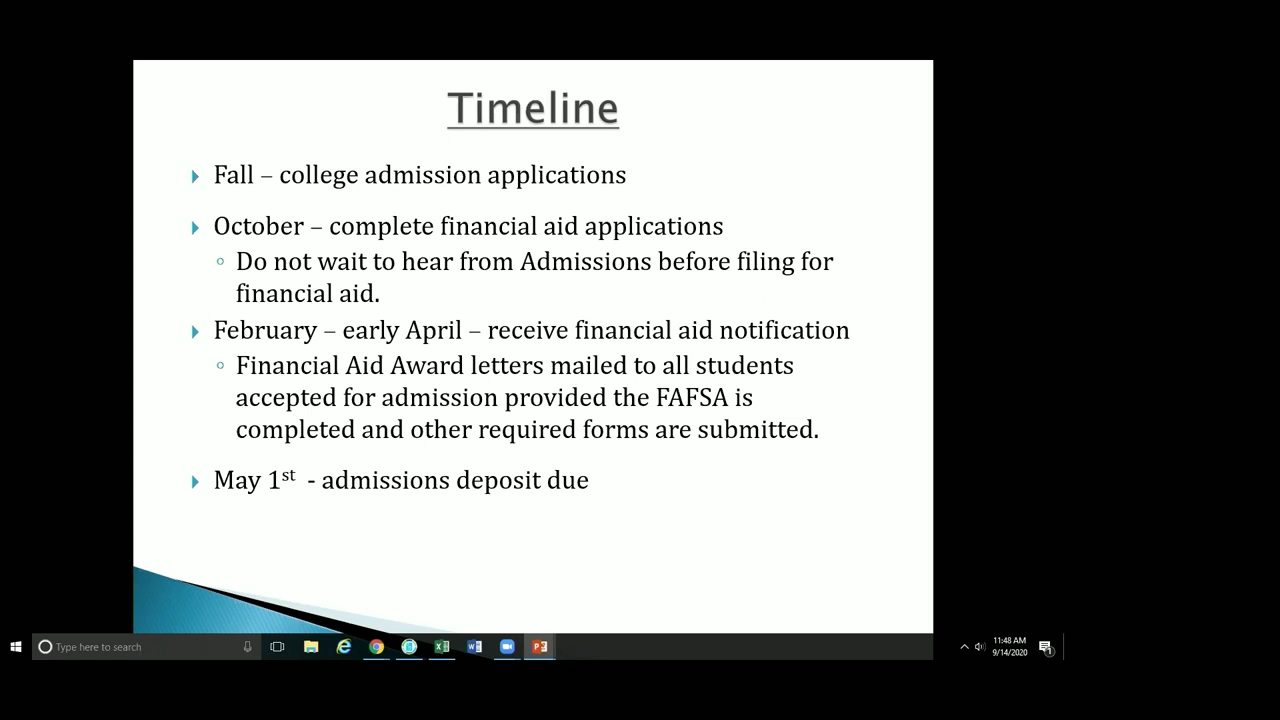 Timeline
Fall – college admission applications
October – complete financial aid applications
Do not wait to hear from Admissions before filing for
financial aid.
February – early April – receive financial aid notification
Financial Aid Award letters mailed to all students
accepted for admission provided the FAFSA is
completed and other required forms are submitted.
May 1st - admissions deposit due
Type here to search
11:48 AM
9/14/2020